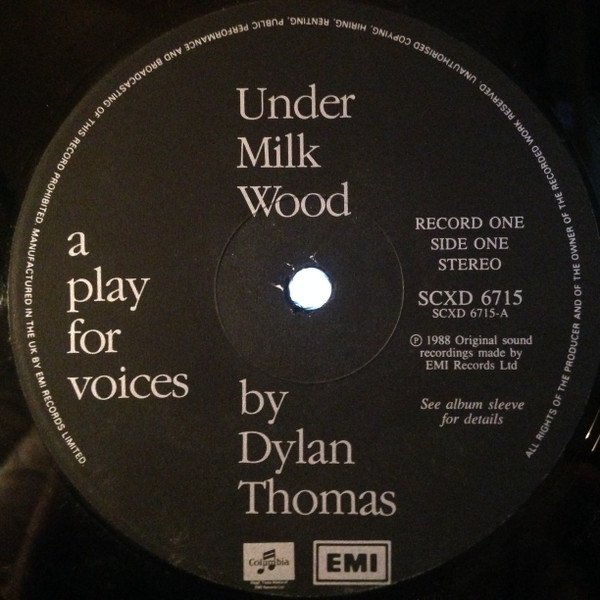 Under
Milk
Wood
a
play
for
voices
by
Dylan
Thomas
RECORD ONE
SIDE ONE
STEREO
SCXD 6715
SCXD 6715-A
Ⓟ 1988 Original sound
recordings made by
EMI Records Ltd
See album sleeve
for details
Columbia
EMI Records Ltd
EMI
ALL RIGHTS OF THE PRODUCER AND OF THE OWNER OF THE RECORDED WORK RESERVED. UNAUTHORISED COPYING, HIRING, RENTING, PUBLIC PERFORMANCE AND BROADCASTING OF THIS RECORD PROHIBITED. MANUFACTURED IN THE UK BY EMI RECORDS LIMITED.